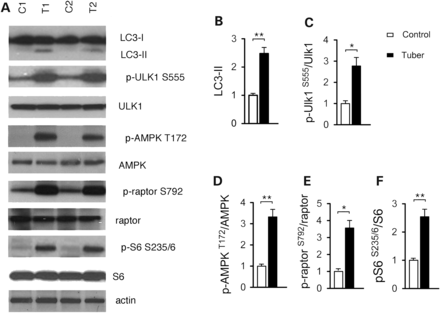 A
C1 T1 C2 T2
LC3-I
LC3-II
p-ULK1 S555
ULK1
p-AMPK T172
AMPK
p-raptor S792
raptor
p-S6 S235/6
S6
actin
B
LC3-II
3
2
1
0
**
C
p-Ulk1 S555/Ulk1
4
3
2
1
0
*
Control
Tuber
D
p-AMPK T172/AMPK
4
3
2
1
0
**
E
p-raptor S792/raptor
5
4
3
2
1
0
*
F
pS6 S235/6/S6
3
2
1
0
**